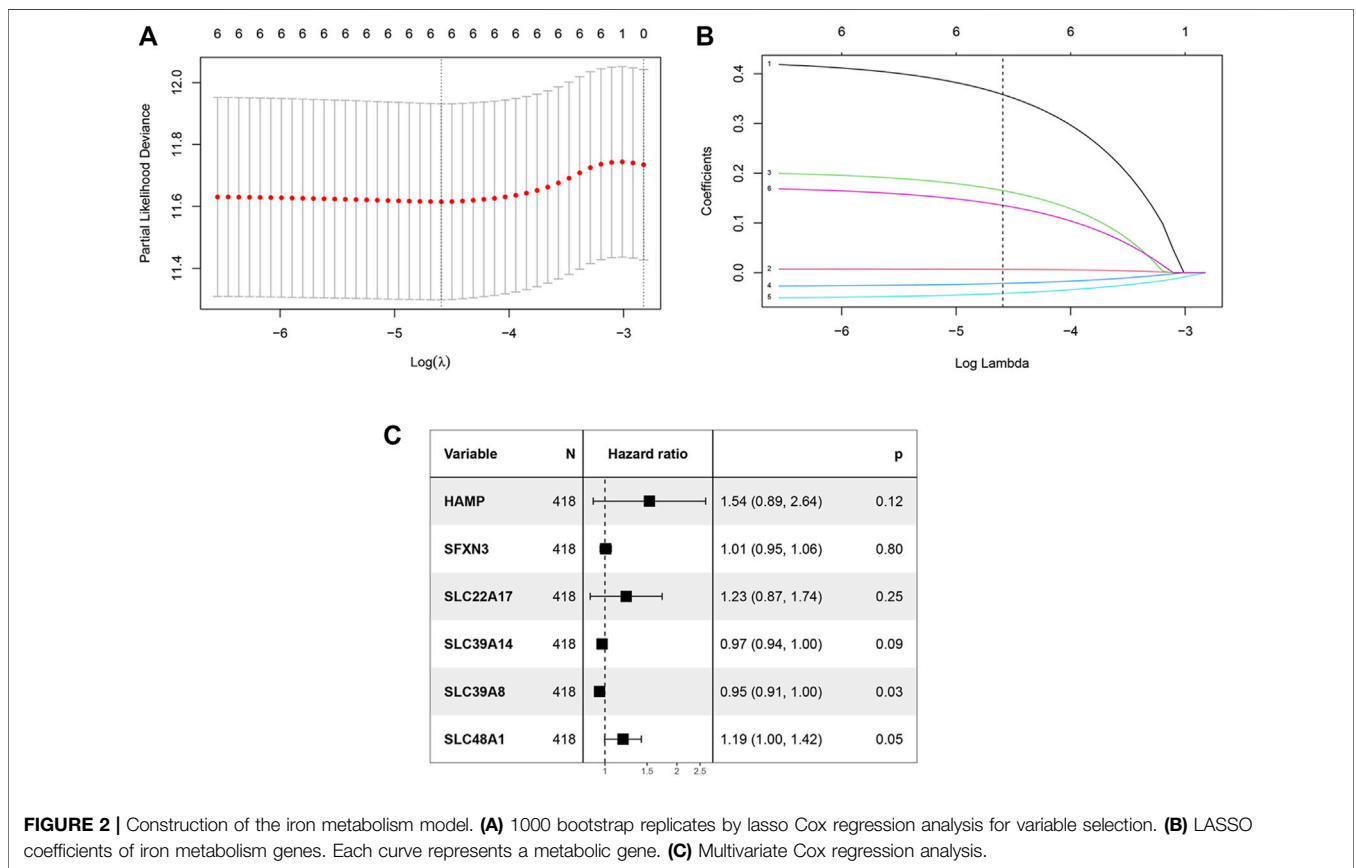 A
6 6 6 6 6 6 6 6 6 6 6 6 6 6 6 6 6 6 1 0
12.0
11.8
11.6
11.4
Partial Likelihood Deviance
−6 −5 −4 −3
Log(λ)
B
6 6 6 1
0.4
0.3
0.2
0.1
0.0
Coefficients
1
3
6
2
4
5
−6 −5 −4 −3
Log Lambda
C
Variable N Hazard ratio p
HAMP 418 1.54 (0.89, 2.64) 0.12
SFXN3 418 1.01 (0.95, 1.06) 0.80
SLC22A17 418 1.23 (0.87, 1.74) 0.25
SLC39A14 418 0.97 (0.94, 1.00) 0.09
SLC39A8 418 0.95 (0.91, 1.00) 0.03
SLC48A1 418 1.19 (1.00, 1.42) 0.05
1 1.5 2 2.5
FIGURE 2 | Construction of the iron metabolism model. (A) 1000 bootstrap replicates by lasso Cox regression analysis for variable selection. (B) LASSO
coefficients of iron metabolism genes. Each curve represents a metabolic gene. (C) Multivariate Cox regression analysis.